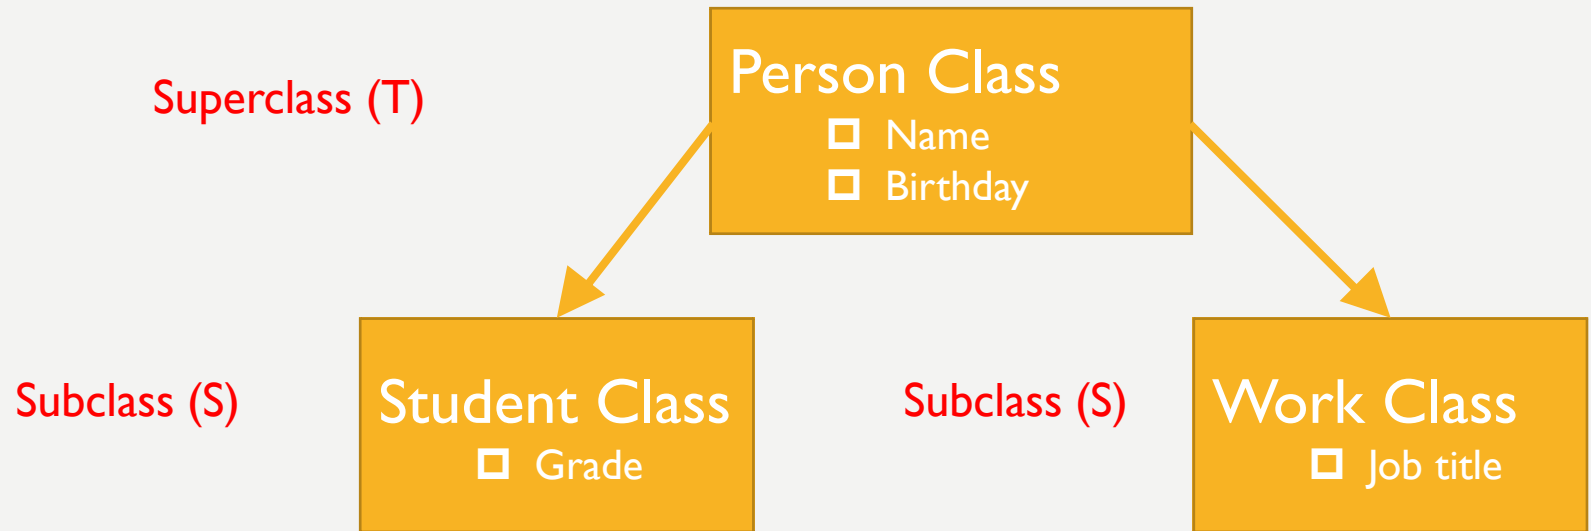 Superclass (T)
Person Class
Name
Birthday
Subclass (S)
Student Class
Grade
Subclass (S)
Work Class
Job title